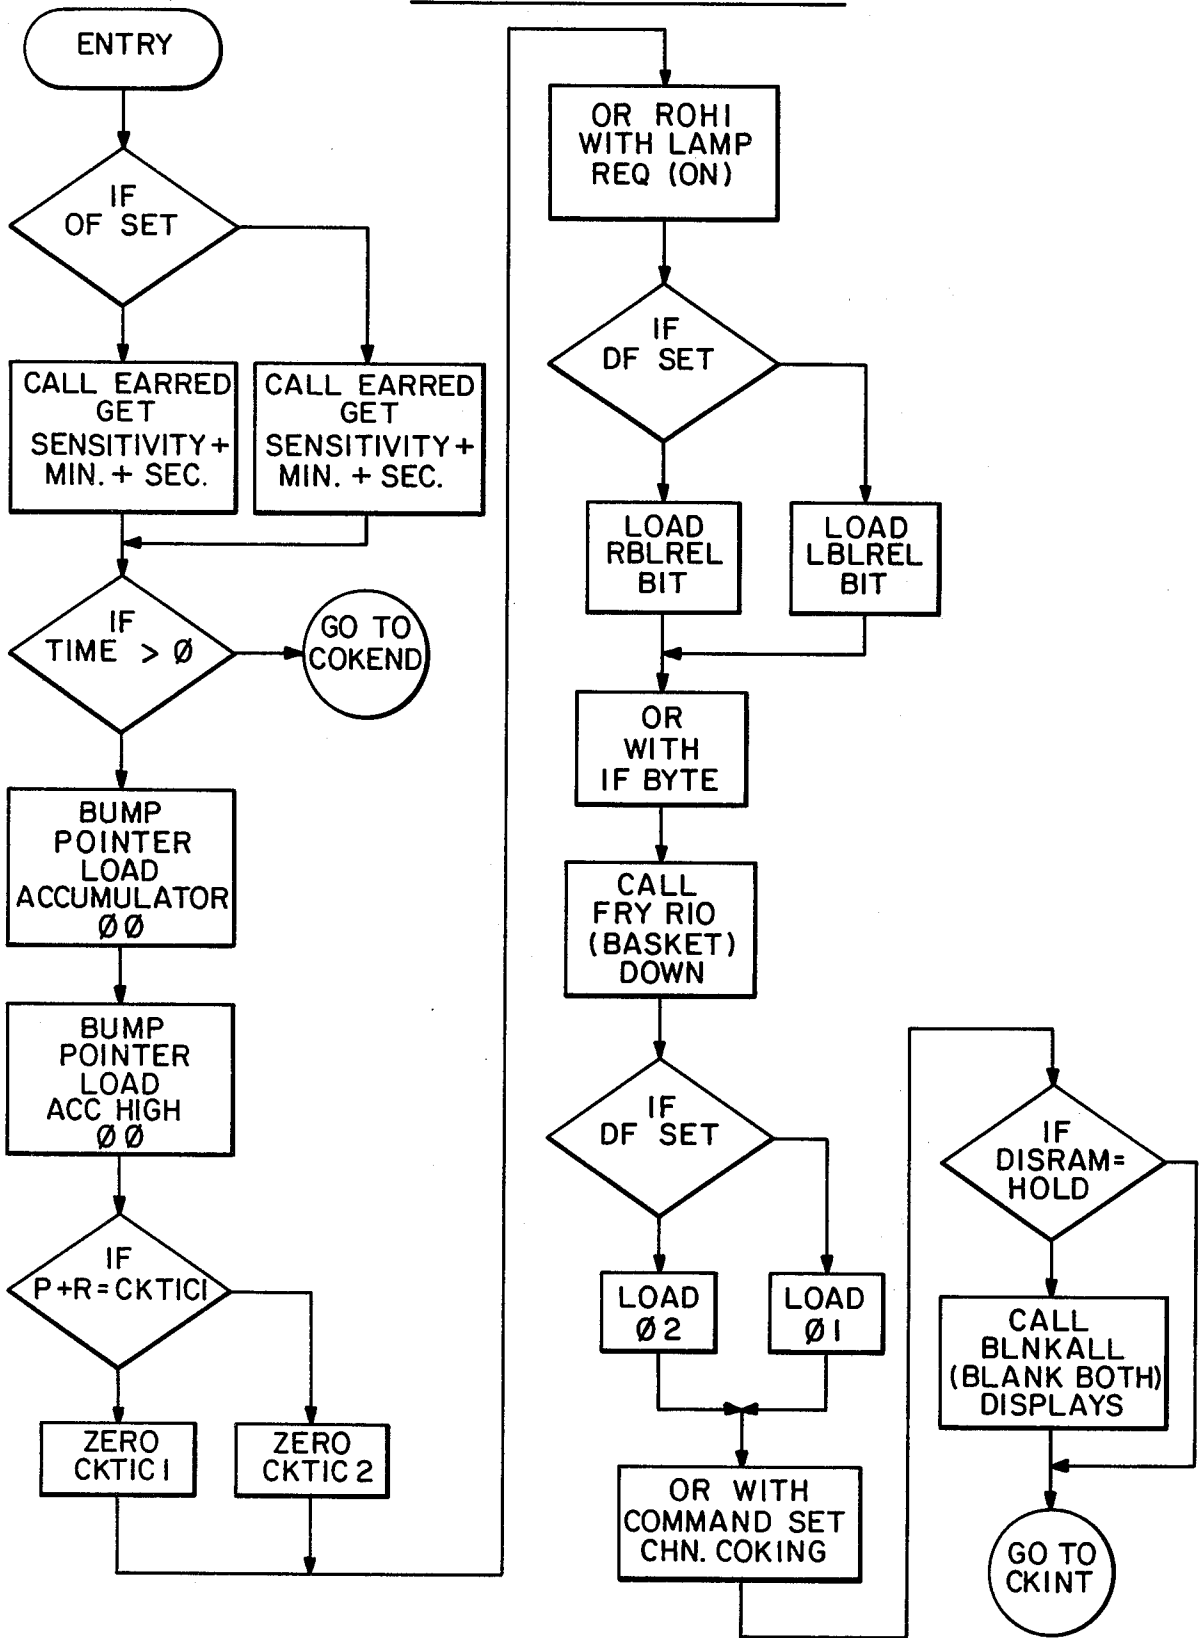 ENTRY
IF
OF SET
CALL EARRED
GET
SENSITIVITY +
MIN. + SEC.
CALL EARRED
GET
SENSITIVITY +
MIN. + SEC.
IF
TIME > Ø
GO TO
COKEND
BUMP
POINTER
LOAD
ACCUMULATOR
ØØ
BUMP
POINTER
LOAD
ACC HIGH
ØØ
IF
P+R=CKTIC1
ZERO
CKTIC 1
ZERO
CKTIC 2
OR ROHI
WITH LAMP
REQ (ON)
IF
DF SET
LOAD
RBLREL
BIT
LOAD
LBLREL
BIT
OR
WITH
IF BYTE
CALL
FRY RIO
(BASKET)
DOWN
IF
DF SET
LOAD
Ø2
LOAD
Ø1
OR WITH
COMMAND SET
CHN. COKING
IF
DISRAM=
HOLD
CALL
BLNKALL
(BLANK BOTH)
DISPLAYS
GO TO
CKINT